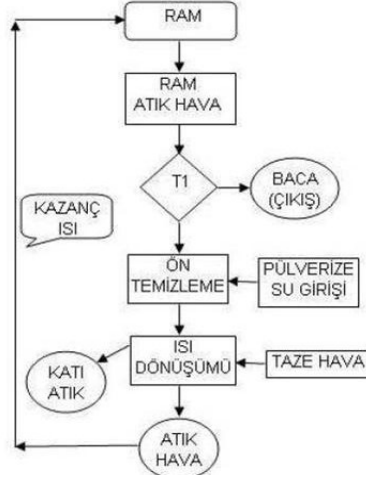 RAM
RAM
ATIK HAVA
T1
BACA
(ÇIKIŞ)
KAZANÇ
ISI
ÖN
TEMİZLEME
PÜLVERİZE
SU GİRİŞİ
ISI
DÖNÜŞÜMÜ
TAZE HAVA
KATI
ATIK
ATIK
HAVA